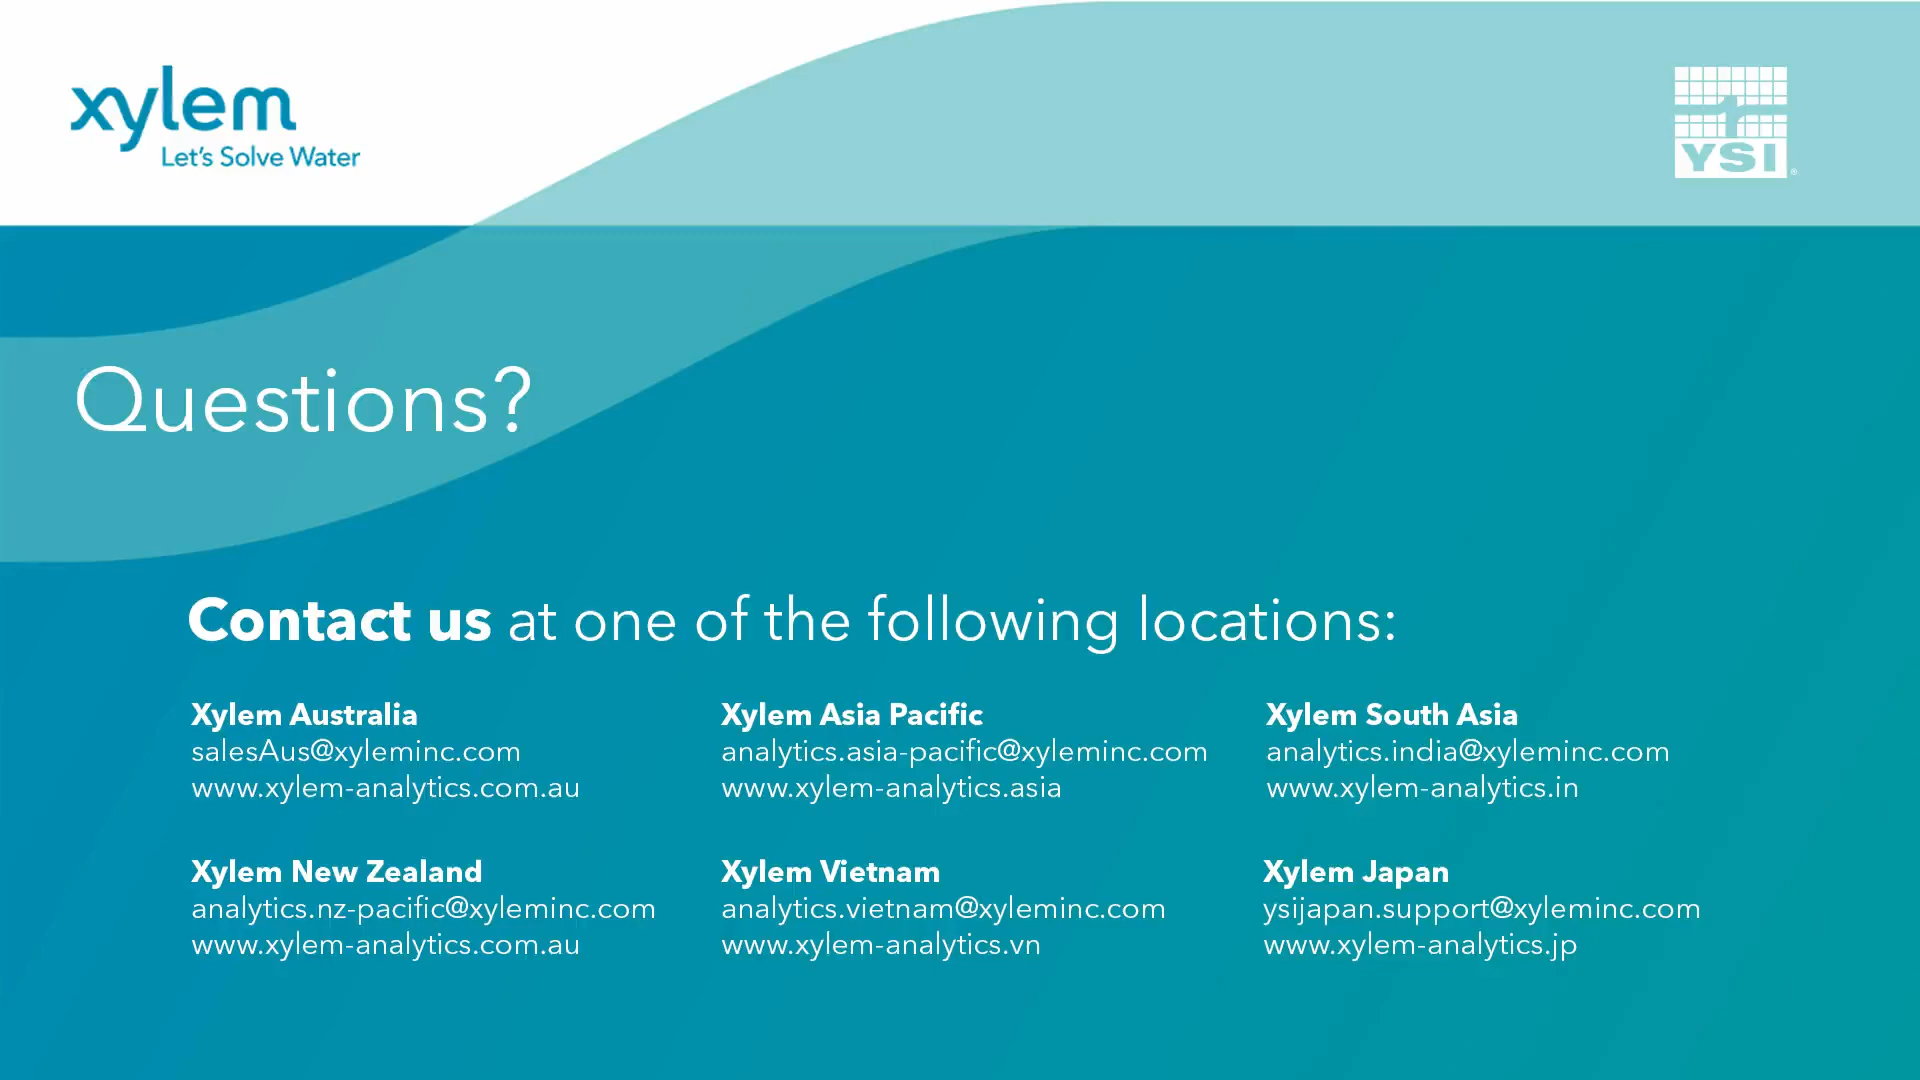 xylem
Let's Solve Water
YSI
Questions?
Contact us at one of the following locations:
Xylem Australia
salesAus@xyleminc.com
www.xylem-analytics.com.au
Xylem Asia Pacific
analytics.asia-pacific@xyleminc.com
www.xylem-analytics.asia
Xylem South Asia
analytics.india@xyleminc.com
www.xylem-analytics.in
Xylem New Zealand
analytics.nz-pacific@xyleminc.com
www.xylem-analytics.com.au
Xylem Vietnam
analytics.vietnam@xyleminc.com
www.xylem-analytics.vn
Xylem Japan
ysijapan.support@xyleminc.com
www.xylem-analytics.jp